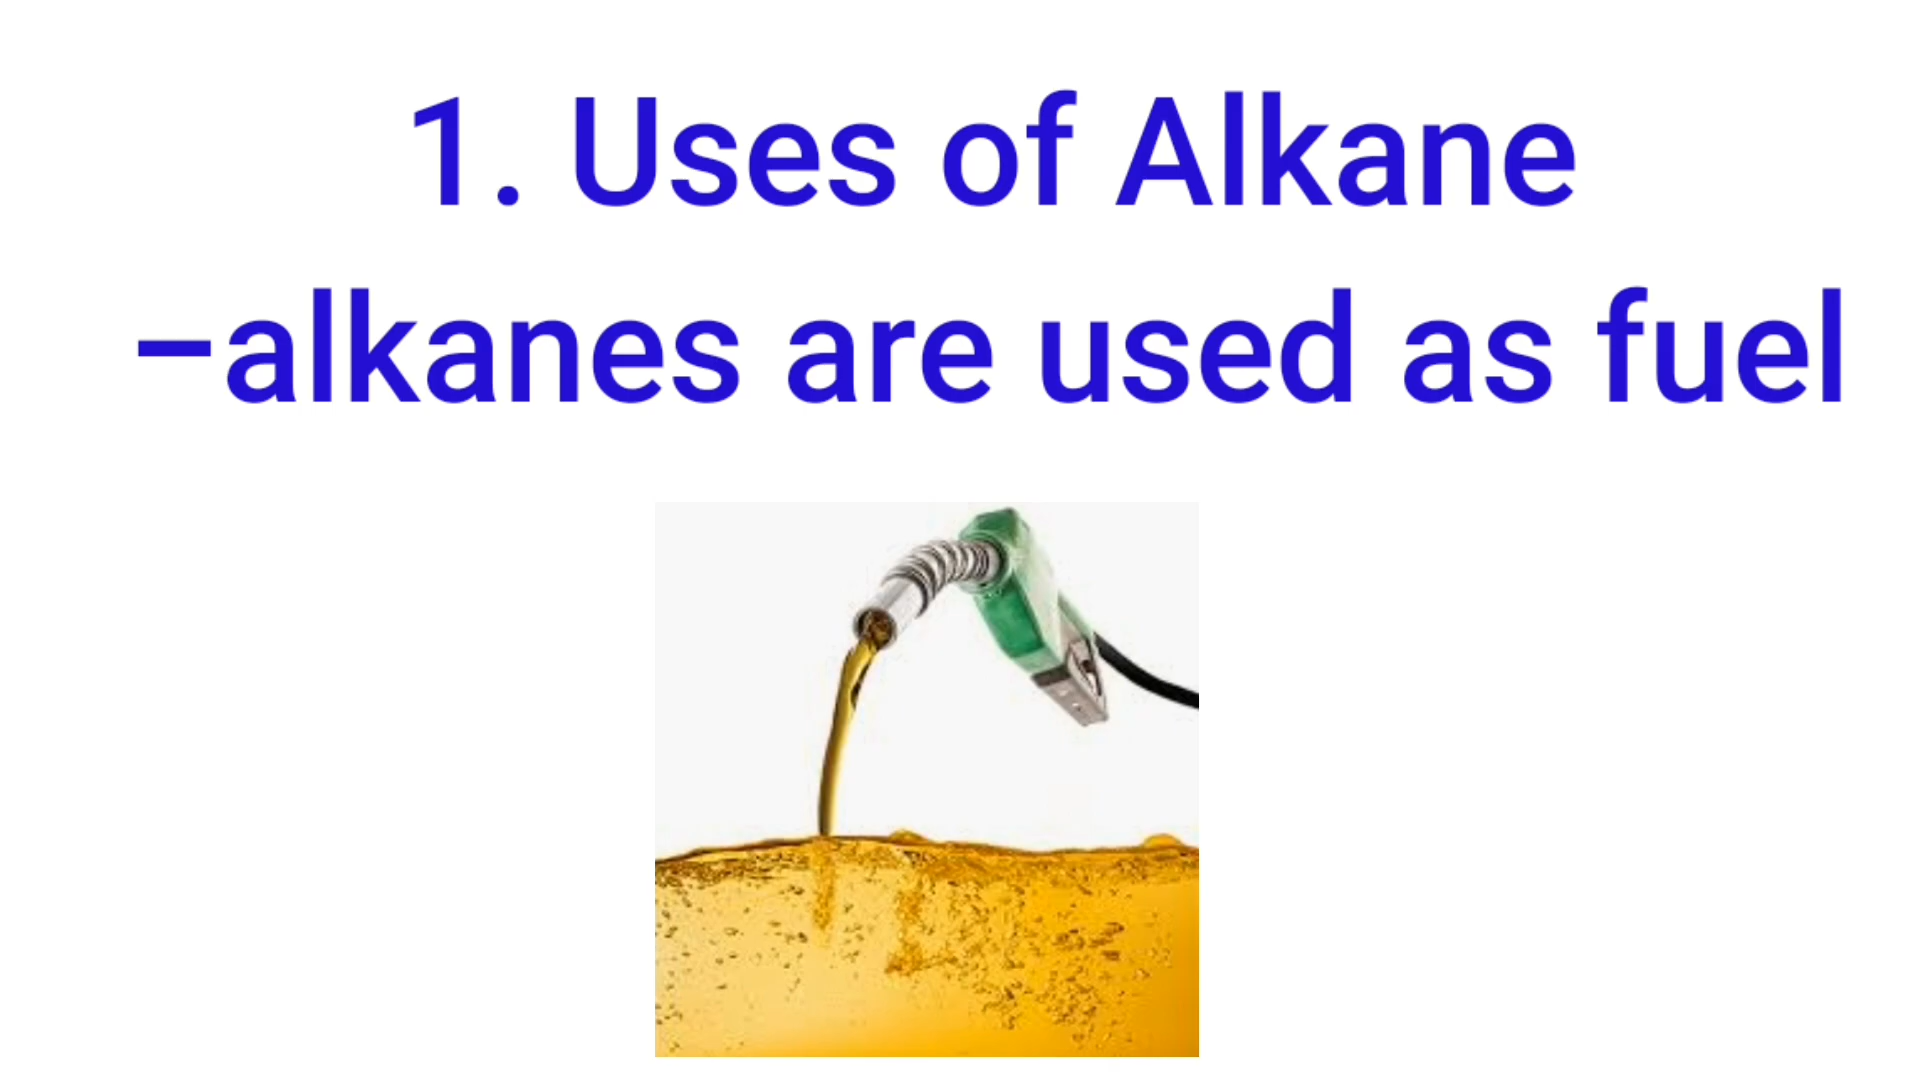 1. Uses of Alkane
–alkanes are used as fuel